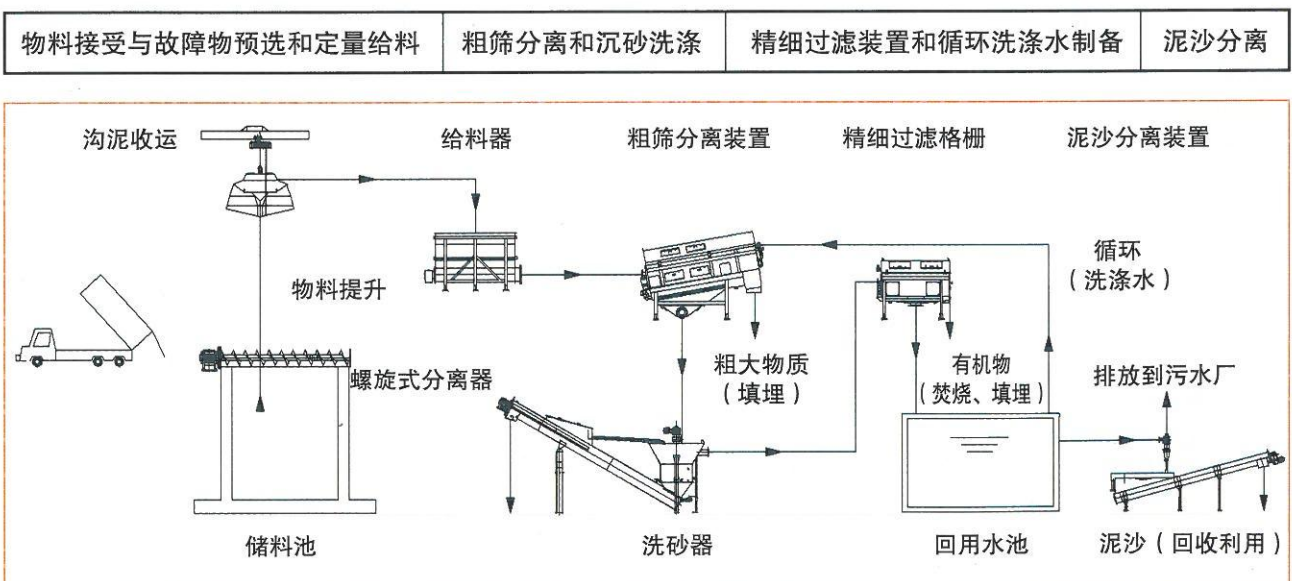 物料接受与故障物预选和定量给料
粗筛分离和沉砂洗涤
精细过滤装置和循环洗涤水制备
泥沙分离
沟泥收运
给料器
粗筛分离装置
精细过滤格栅
泥沙分离装置
循环
（洗涤水）
物料提升
粗大物质
（填埋）
有机物
（焚烧、填埋）
排放到污水厂
螺旋式分离器
储料池
洗砂器
回用水池
泥沙（回收利用）